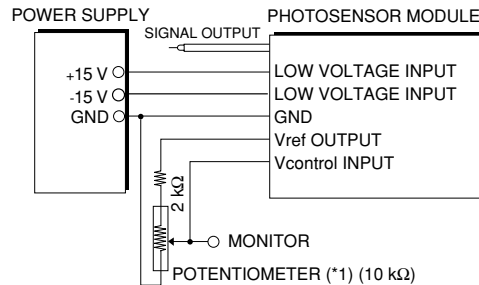 POWER SUPPLY
PHOTOSENSOR MODULE
SIGNAL OUTPUT
+15 V
LOW VOLTAGE INPUT
-15 V
LOW VOLTAGE INPUT
GND
GND
Vref OUTPUT
Vcontrol INPUT
2 kΩ
MONITOR
POTENTIOMETER (*1) (10 kΩ)